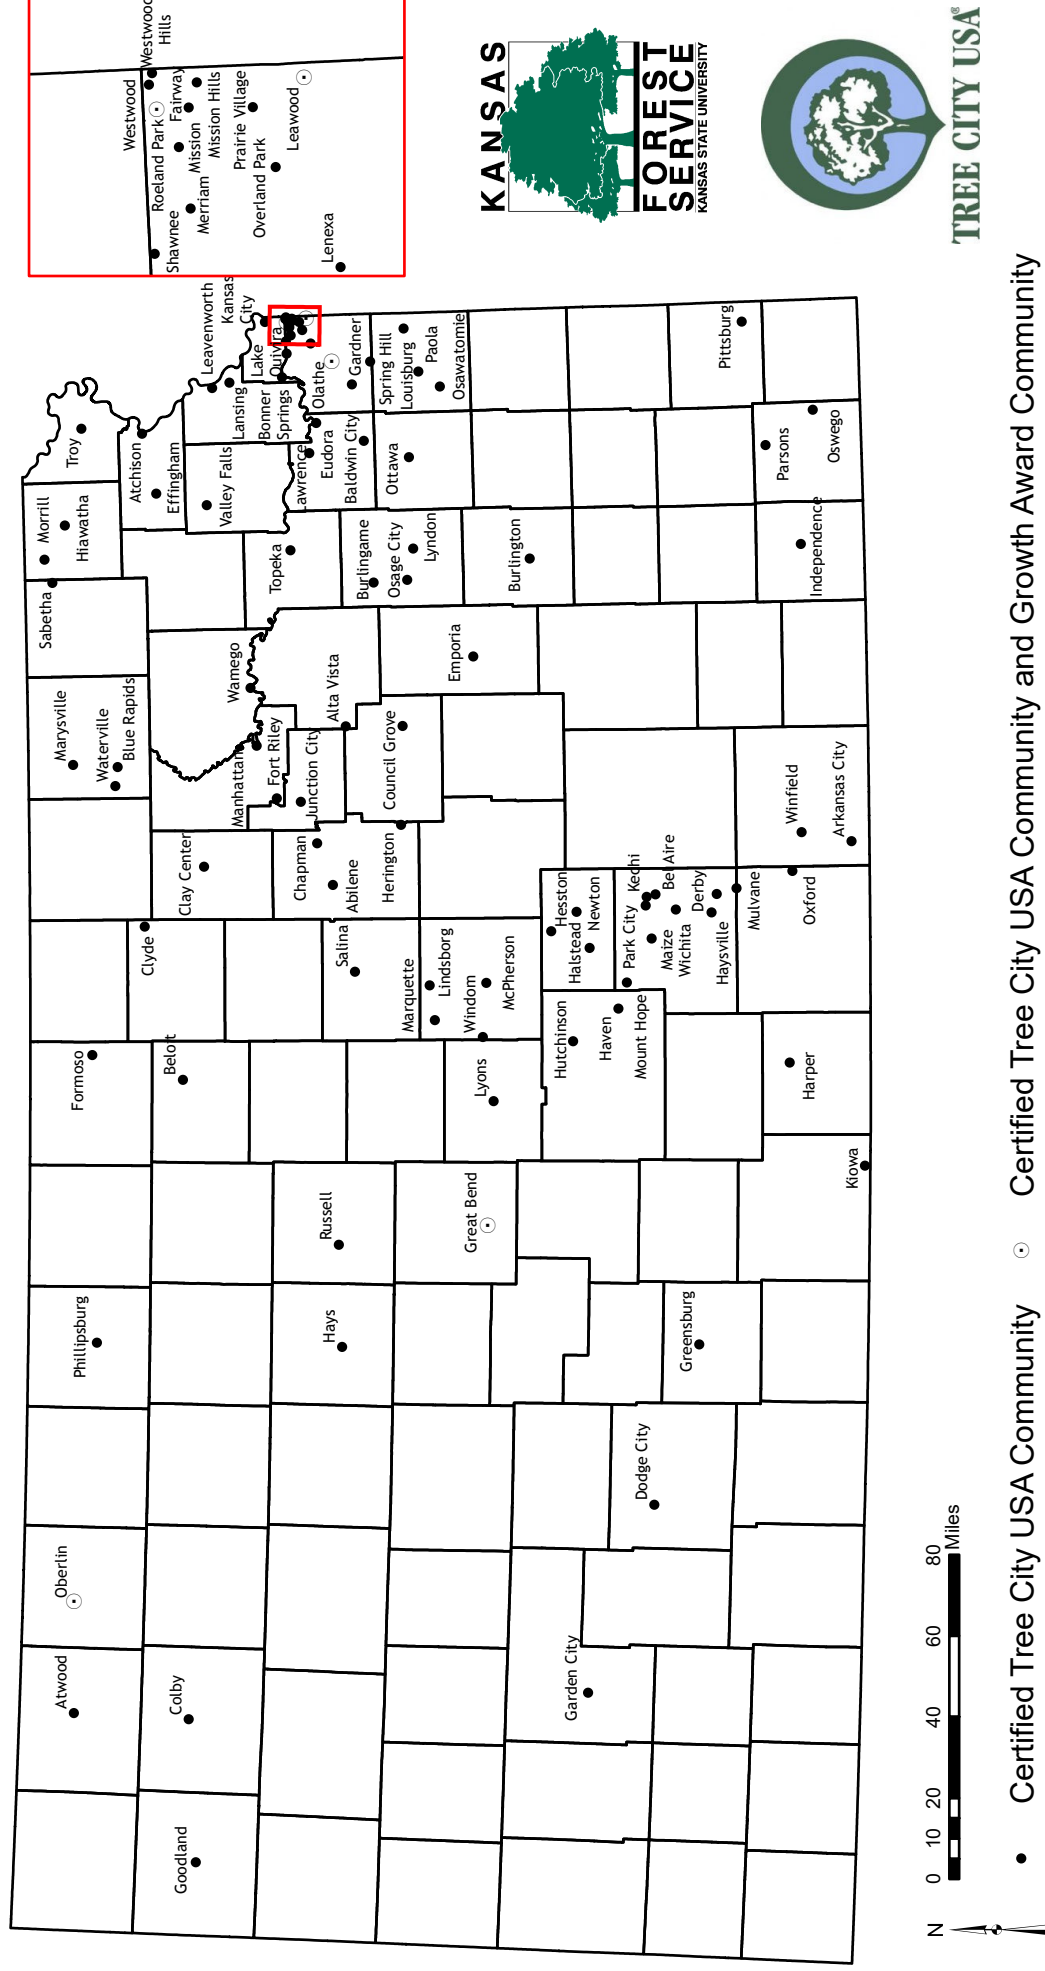 Westwood
Hills
Westwood
Roeland Park
Fairway
Mission Hills
Mission
Merriam
Shawnee
Prairie Village
Overland Park
Leawood
Lenexa
KANSAS
FOREST
SERVICE
KANSAS STATE UNIVERSITY
TREE CITY USA®
Atwood
Oberlin
Phillipsburg
Formoso
Marysville
Waterville
Blue Rapids
Sabetha
Morrill
Hiawatha
Troy
Goodland
Colby
Beloit
Clyde
Clay Center
Manhattan
Fort Riley
Wamego
Atchison
Effingham
Valley Falls
Leavenworth
Lansing
Kansas
City
Lake
Quivira
Bonner
Springs
Olathe
Gardner
Lawrence
Eudora
Baldwin City
Topeka
Hays
Russell
Salina
Chapman
Abilene
Herington
Junction City
Alta Vista
Council Grove
Burlingame
Osage City
Lyndon
Ottawa
Spring Hill
Louisburg
Paola
Osawatomie
Great Bend
Lyons
Marquette
Lindsborg
Windom
McPherson
Emporia
Burlington
Garden City
Dodge City
Hutchinson
Haven
Mount Hope
Hesston
Halstead
Newton
Park City
Kechi
Bel Aire
Maize
Wichita
Derby
Haysville
Mulvane
Greensburg
Kiowa
Harper
Oxford
Winfield
Arkansas City
Independence
Parsons
Oswego
Pittsburg
N
0 10 20 40 60 80
Miles
Certified Tree City USA Community
Certified Tree City USA Community and Growth Award Community